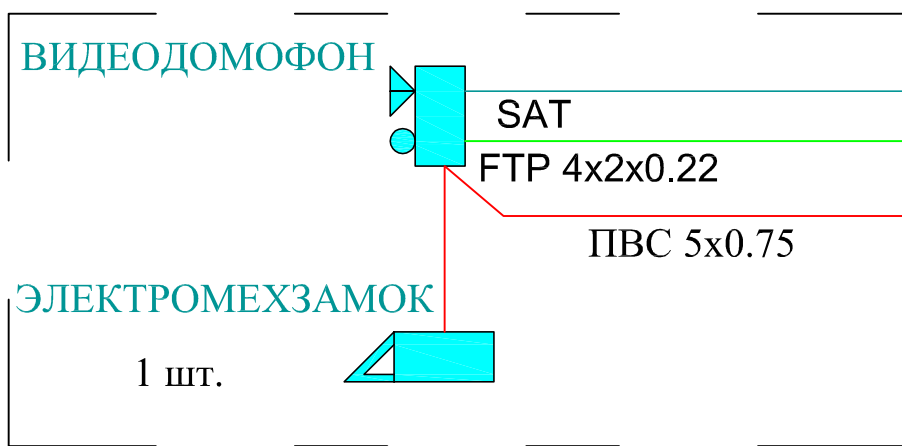 ВИДЕОДОМОФОН
SAT
FTP 4x2x0.22
ПВС 5x0.75
ЭЛЕКТРОМЕХЗАМОК
1 шт.